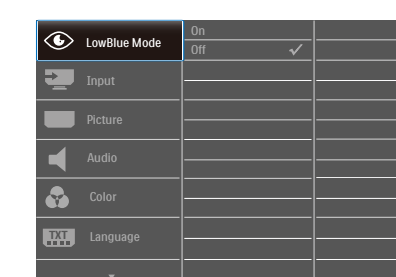 LowBlue Mode
On
Off
Input
Picture
Audio
Color
TXT
Language